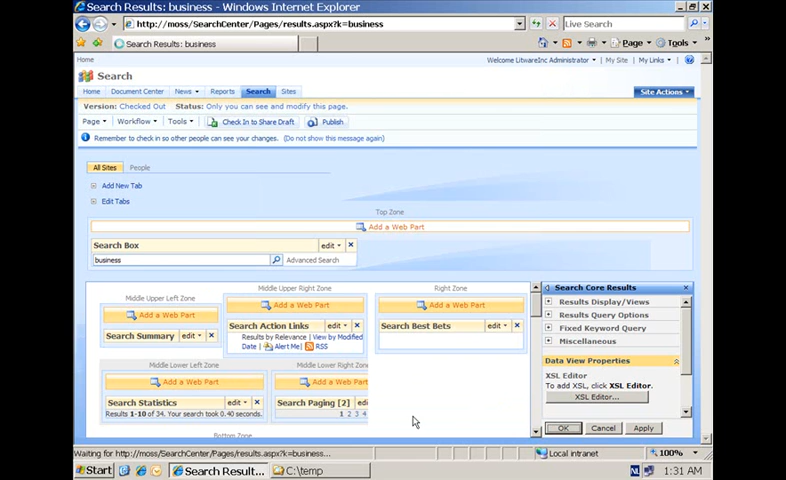 Search Results: business - Windows Internet Explorer
http://moss/SearchCenter/Pages/results.aspx?k=business
Live Search
Search Results: business
Page
Tools
Home
Welcome LitwareInc Administrator
My Site
My Links
Search
Home
Document Center
News
Reports
Search
Sites
Site Actions
Version: Checked Out Status: Only you can see and modify this page.
Page
Workflow
Tools
Check In to Share Draft
Publish
Remember to check in so other people can see your changes. (Do not show this message again)
All Sites
People
Add New Tab
Edit Tabs
Top Zone
Add a Web Part
Search Box
edit
business
Advanced Search
Middle Upper Left Zone
Add a Web Part
Search Summary
edit
Middle Upper Right Zone
Add a Web Part
Search Action Links
edit
Results by Relevance | View by Modified
Date | Alert Me | RSS
Right Zone
Add a Web Part
Search Best Bets
edit
Middle Lower Left Zone
Add a Web Part
Search Statistics
edit
Results 1-10 of 34. Your search took 0.40 seconds.
Middle Lower Right Zone
Add a Web Part
Search Paging [2]
edi
1 2 3 4
Bottom Zone
Search Core Results
Results Display/Views
Results Query Options
Fixed Keyword Query
Miscellaneous
Data View Properties
XSL Editor
To add XSL, click XSL Editor.
XSL Editor...
OK
Cancel
Apply
Waiting for http://moss/SearchCenter/Pages/results.aspx?k=business...
Local intranet
100%
Start
Search Result...
C:\temp
NL
1:31 AM